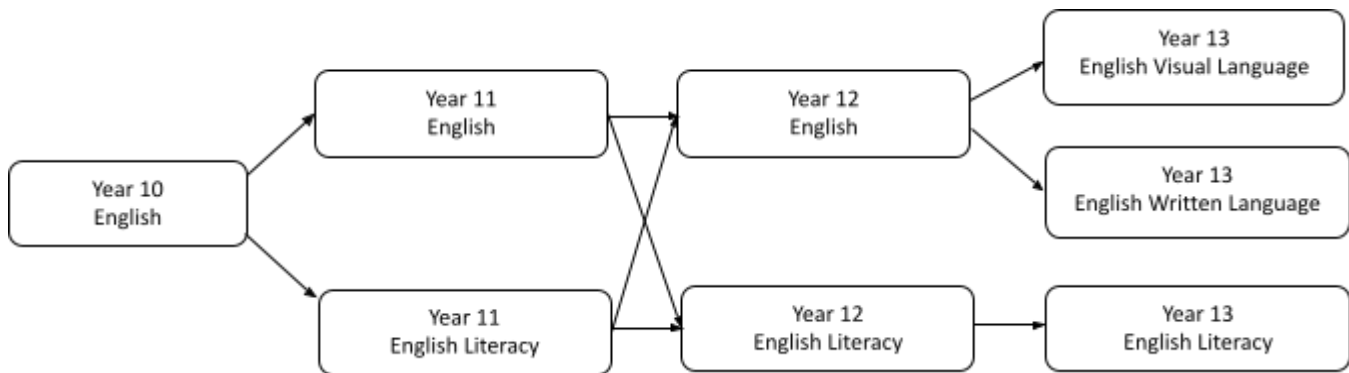 Year 10
English
Year 11
English
Year 11
English Literacy
Year 12
English
Year 12
English Literacy
Year 13
English Visual Language
Year 13
English Written Language
Year 13
English Literacy